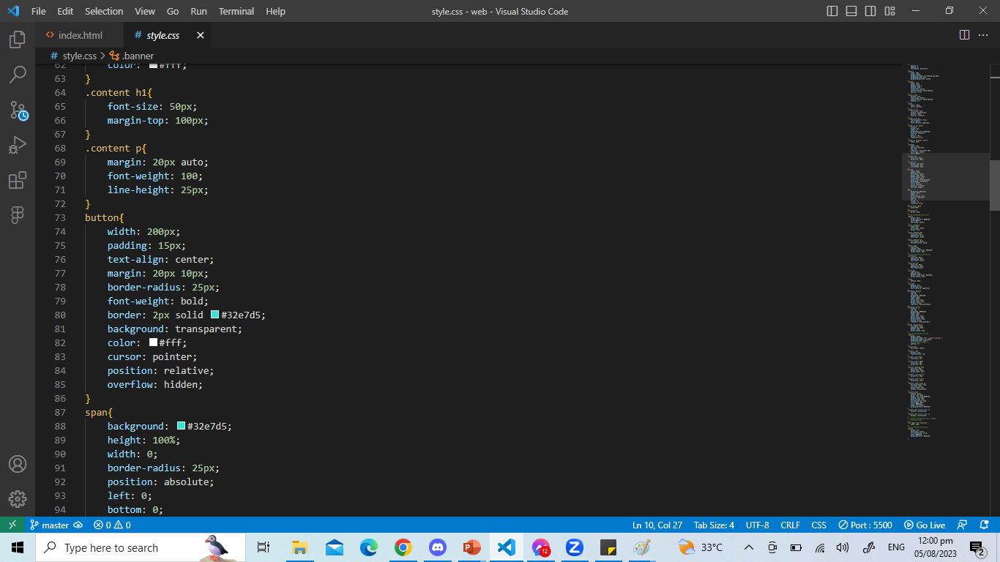 File Edit Selection View Go Run Terminal Help style.css - web - Visual Studio Code
<> index.html # style.css
# style.css > .banner
62 color: #fff;
63 }
64 .content h1{
65 font-size: 50px;
66 margin-top: 100px;
67 }
68 .content p{
69 margin: 20px auto;
70 font-weight: 100;
71 line-height: 25px;
72 }
73 button{
74 width: 200px;
75 padding: 15px;
76 text-align: center;
77 margin: 20px 10px;
78 border-radius: 25px;
79 font-weight: bold;
80 border: 2px solid #32e7d5;
81 background: transparent;
82 color: #fff;
83 cursor: pointer;
84 position: relative;
85 overflow: hidden;
86 }
87 span{
88 background: #32e7d5;
89 height: 100%;
90 width: 0;
91 border-radius: 25px;
92 position: absolute;
93 left: 0;
94 bottom: 0;
master 0 0 Ln 10, Col 27 Tab Size: 4 UTF-8 CRLF CSS Port : 5500 Go Live
Type here to search 12 33°C ENG 12:00 pm
05/08/2023 2